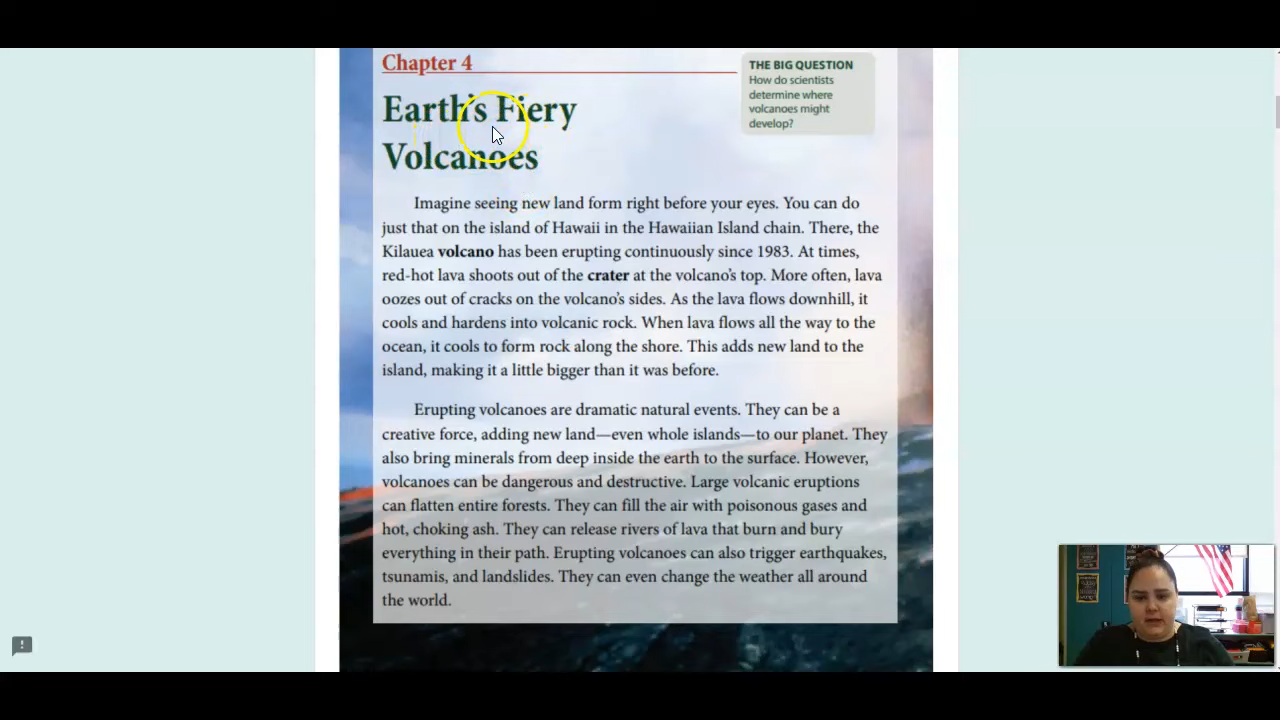 Chapter 4
THE BIG QUESTION
How do scientists
determine where
volcanoes might
develop?
Earth's Fiery
Volcanoes
Imagine seeing new land form right before your eyes. You can do
just that on the island of Hawaii in the Hawaiian Island chain. There, the
Kilauea volcano has been erupting continuously since 1983. At times,
red-hot lava shoots out of the crater at the volcano's top. More often, lava
oozes out of cracks on the volcano's sides. As the lava flows downhill, it
cools and hardens into volcanic rock. When lava flows all the way to the
ocean, it cools to form rock along the shore. This adds new land to the
island, making it a little bigger than it was before.
Erupting volcanoes are dramatic natural events. They can be a
creative force, adding new land—even whole islands—to our planet. They
also bring minerals from deep inside the earth to the surface. However,
volcanoes can be dangerous and destructive. Large volcanic eruptions
can flatten entire forests. They can fill the air with poisonous gases and
hot, choking ash. They can release rivers of lava that burn and bury
everything in their path. Erupting volcanoes can also trigger earthquakes,
tsunamis, and landslides. They can even change the weather all around
the world.